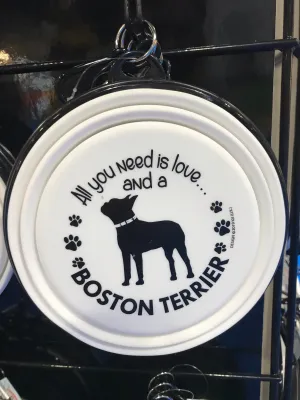 All you Need is love...
AND A
BOSTON TERRIER